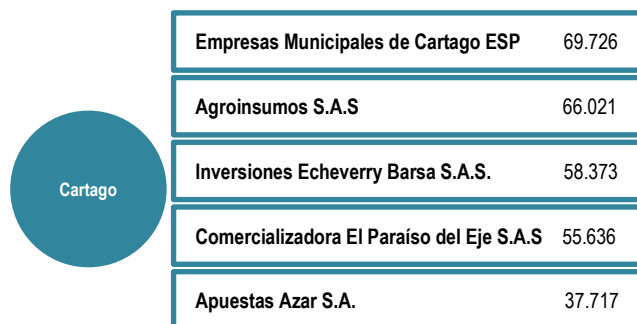 Empresas Municipales de Cartago ESP 69.726
Agroinsumos S.A.S 66.021
Inversiones Echeverry Barsa S.A.S. 58.373
Cartago
Comercializadora El Paraíso del Eje S.A.S 55.636
Apuestas Azar S.A. 37.717